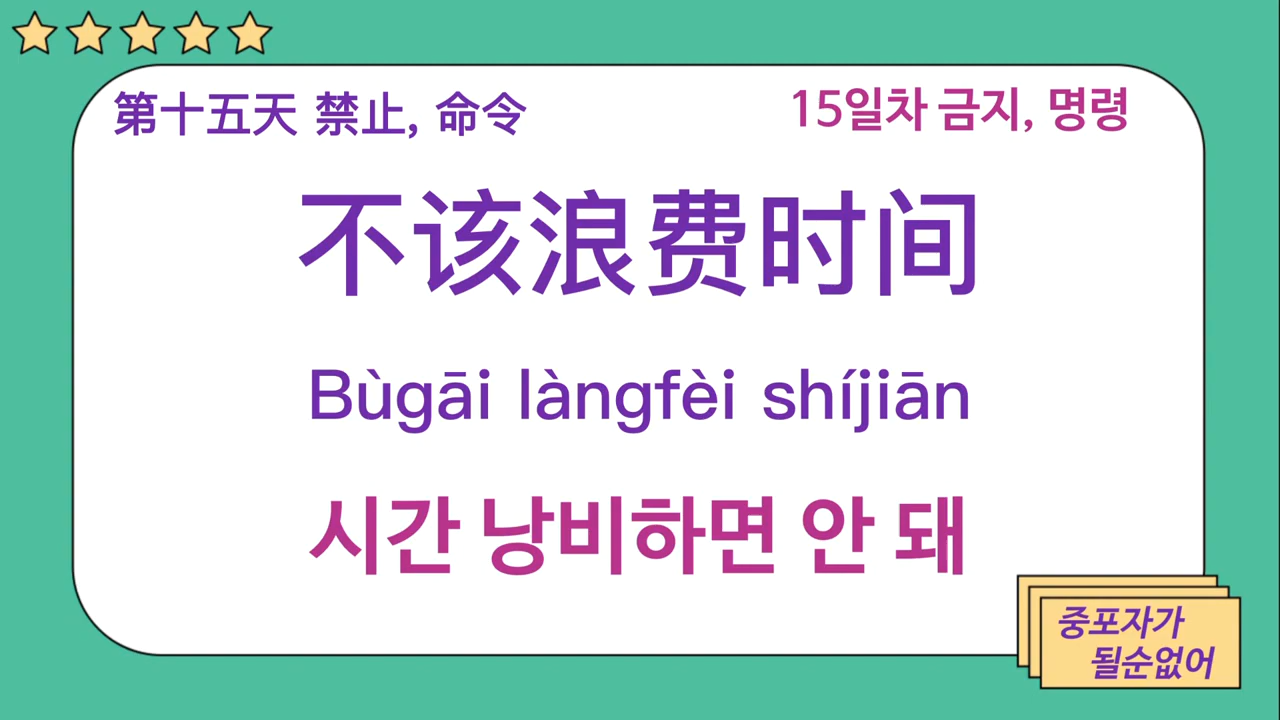 第十五天 禁止, 命令
15일차 금지, 명령
不该浪费时间
Bùgāi làngfèi shíjiān
시간 낭비하면 안 돼
중포자가
될순없어